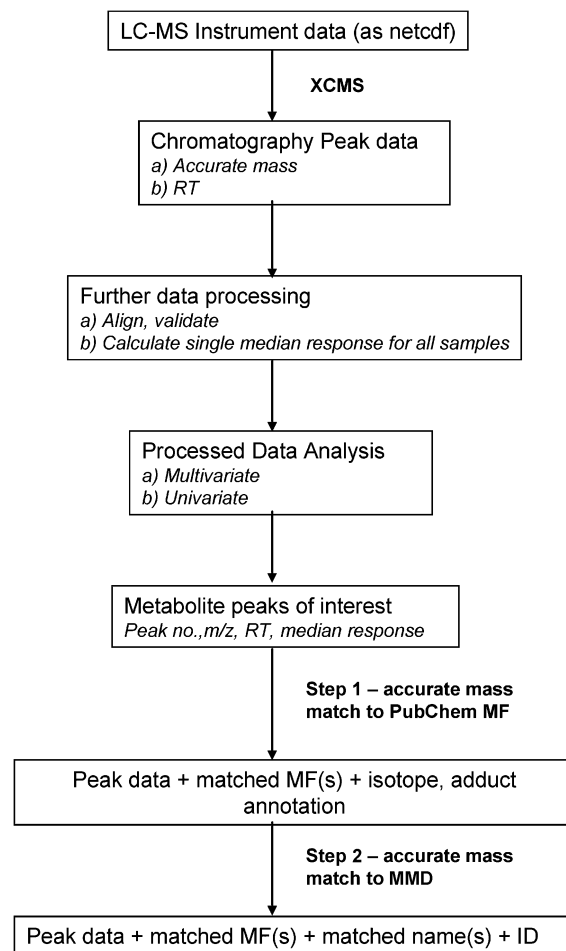 LC-MS Instrument data (as netcdf)
XCMS
Chromatography Peak data
a) Accurate mass
b) RT
Further data processing
a) Align, validate
b) Calculate single median response for all samples
Processed Data Analysis
a) Multivariate
b) Univariate
Metabolite peaks of interest
Peak no.,m/z, RT, median response
Step 1 – accurate mass
match to PubChem MF
Peak data + matched MF(s) + isotope, adduct
annotation
Step 2 – accurate mass
match to MMD
Peak data + matched MF(s) + matched name(s) + ID